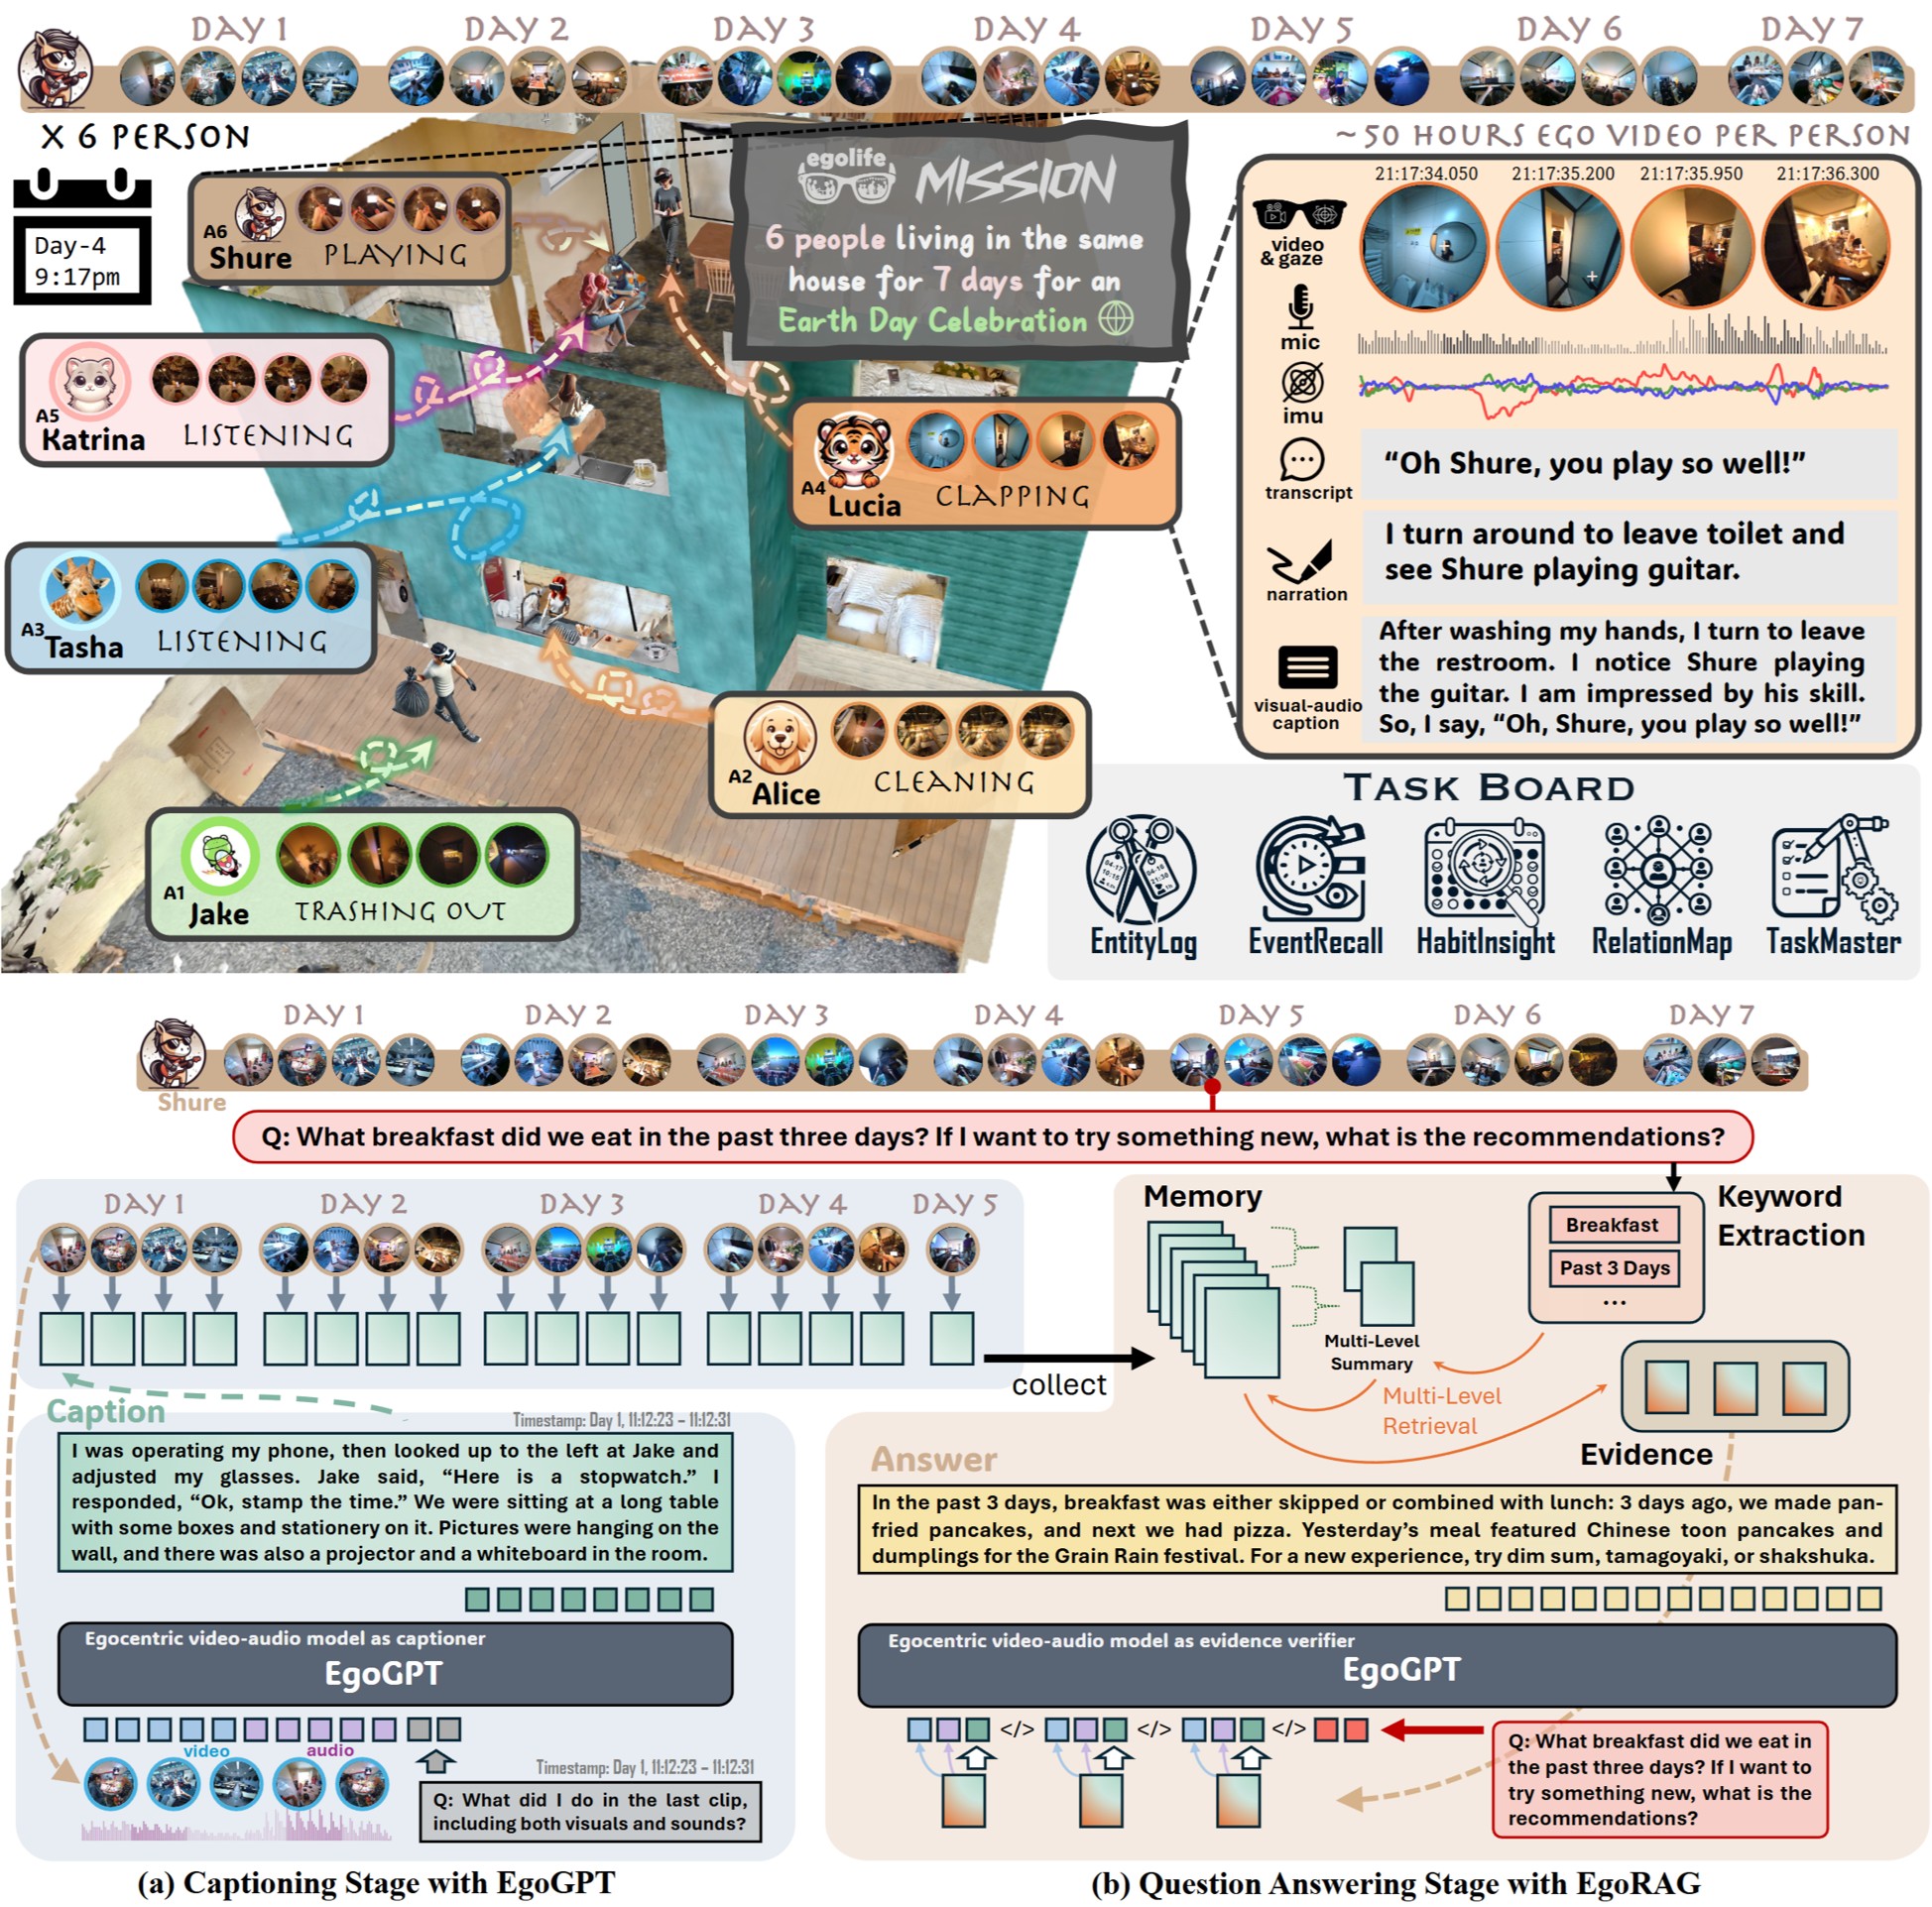 DAY 1 DAY 2 DAY 3 DAY 4 DAY 5 DAY 6 DAY 7
X 6 PERSON
~50 HOURS EGO VIDEO PER PERSON
Day-4
9:17pm
A6
Shure
PLAYING
egolife
MISSION
6 people living in the same
house for 7 days for an
Earth Day Celebration
A5
Katrina
LISTENING
A4
Lucia
CLAPPING
A3
Tasha
LISTENING
A2
Alice
CLEANING
A1
Jake
TRASHING OUT
21:17:34.050 21:17:35.200 21:17:35.950 21:17:36.300
video
& gaze
mic
imu
transcript
“Oh Shure, you play so well!”
narration
I turn around to leave toilet and
see Shure playing guitar.
visual-audio
caption
After washing my hands, I turn to leave
the restroom. I notice Shure playing
the guitar. I am impressed by his skill.
So, I say, “Oh, Shure, you play so well!”
TASK BOARD
EntityLog EventRecall HabitInsight RelationMap TaskMaster
DAY 1 DAY 2 DAY 3 DAY 4 DAY 5 DAY 6 DAY 7
Shure
Q: What breakfast did we eat in the past three days? If I want to try something new, what is the recommendations?
DAY 1 DAY 2 DAY 3 DAY 4 DAY 5
collect
Caption
Timestamp: Day 1, 11:12:23 – 11:12:31
I was operating my phone, then looked up to the left at Jake and
adjusted my glasses. Jake said, “Here is a stopwatch.” I
responded, “Ok, stamp the time.” We were sitting at a long table
with some boxes and stationery on it. Pictures were hanging on the
wall, and there was also a projector and a whiteboard in the room.
Egocentric video-audio model as captioner
EgoGPT
video
audio
Timestamp: Day 1, 11:12:23 – 11:12:31
Q: What did I do in the last clip,
including both visuals and sounds?
(a) Captioning Stage with EgoGPT
Memory
Multi-Level
Summary
Keyword
Extraction
Breakfast
Past 3 Days
...
Multi-Level
Retrieval
Evidence
Answer
In the past 3 days, breakfast was either skipped or combined with lunch: 3 days ago, we made pan-
fried pancakes, and next we had pizza. Yesterday’s meal featured Chinese toon pancakes and
dumplings for the Grain Rain festival. For a new experience, try dim sum, tamagoyaki, or shakshuka.
Egocentric video-audio model as evidence verifier
EgoGPT
</> </> </>
Q: What breakfast did we eat in
the past three days? If I want to
try something new, what is the
recommendations?
(b) Question Answering Stage with EgoRAG